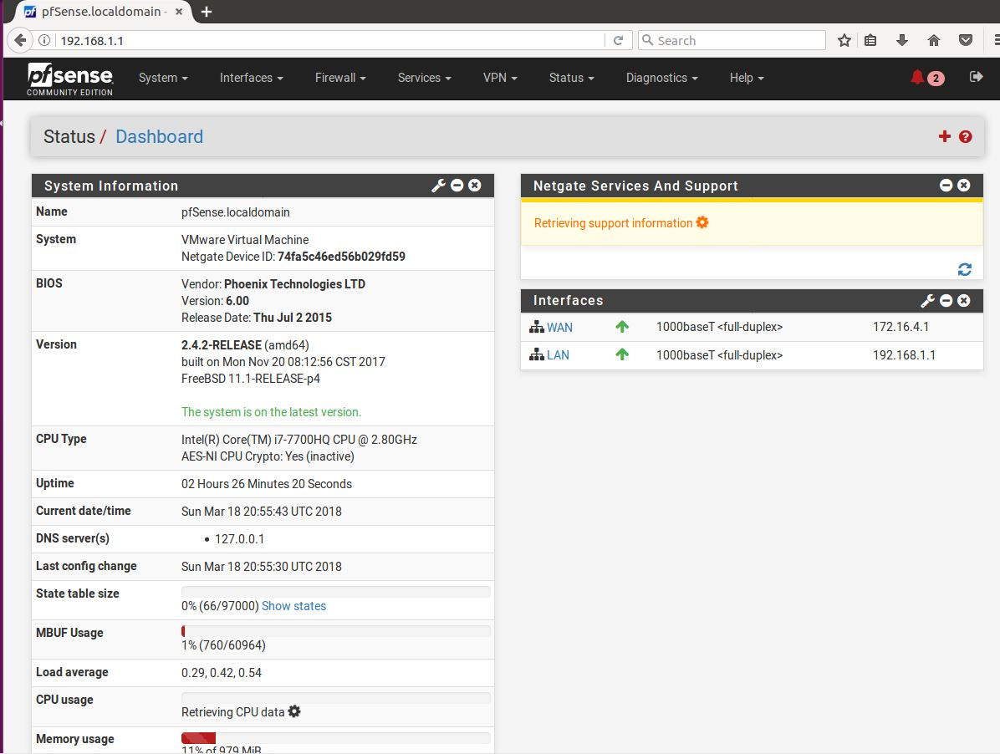 pfSense.localdomain -
192.168.1.1
Search
pfsense
COMMUNITY EDITION
System
Interfaces
Firewall
Services
VPN
Status
Diagnostics
Help
2
Status / Dashboard
System Information
Name
pfSense.localdomain
System
VMware Virtual Machine
Netgate Device ID: 74fa5c46ed56b029fd59
BIOS
Vendor: Phoenix Technologies LTD
Version: 6.00
Release Date: Thu Jul 2 2015
Version
2.4.2-RELEASE (amd64)
built on Mon Nov 20 08:12:56 CST 2017
FreeBSD 11.1-RELEASE-p4
The system is on the latest version.
CPU Type
Intel(R) Core(TM) i7-7700HQ CPU @ 2.80GHz
AES-NI CPU Crypto: Yes (inactive)
Uptime
02 Hours 26 Minutes 20 Seconds
Current date/time
Sun Mar 18 20:55:43 UTC 2018
DNS server(s)
• 127.0.0.1
Last config change
Sun Mar 18 20:55:30 UTC 2018
State table size
0% (66/97000) Show states
MBUF Usage
1% (760/60964)
Load average
0.29, 0.42, 0.54
CPU usage
Retrieving CPU data
Memory usage
11% of 979 MiB
Netgate Services And Support
Retrieving support information
Interfaces
WAN 1000baseT <full-duplex> 172.16.4.1
LAN 1000baseT <full-duplex> 192.168.1.1